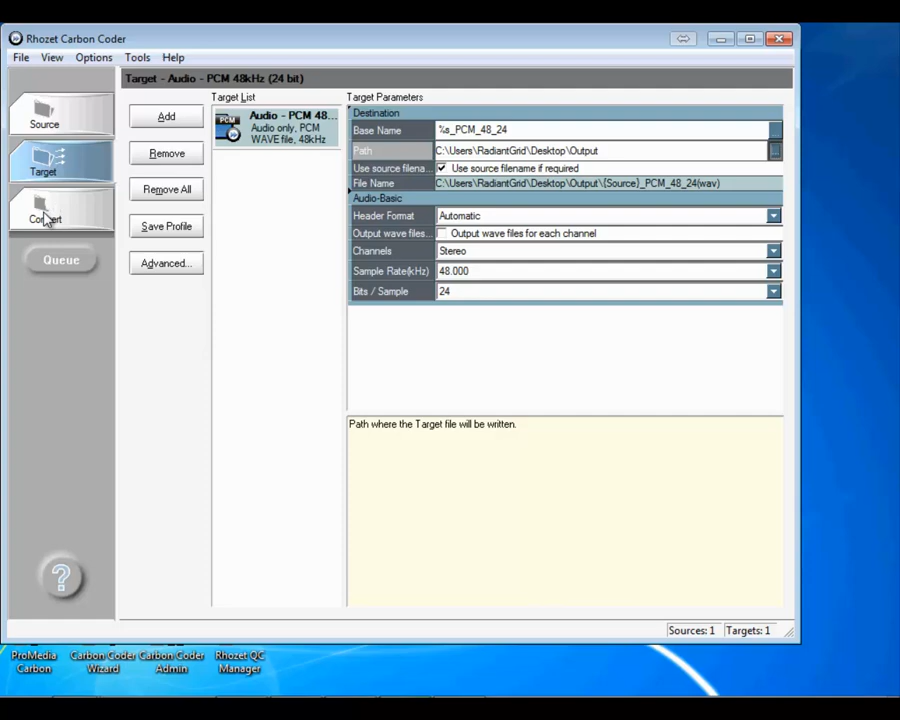 Rhozet Carbon Coder
File View Options Tools Help
Target - Audio - PCM 48kHz (24 bit)
Source
Target
Convert
Queue
Add
Remove
Remove All
Save Profile
Advanced...
Target List
PCM
Audio - PCM 48...
Audio only, PCM
WAVE file, 48kHz
Target Parameters
Destination
Base Name %s_PCM_48_24
Path C:\Users\RadiantGrid\Desktop\Output
Use source filena... Use source filename if required
File Name C:\Users\RadiantGrid\Desktop\Output\{Source}_PCM_48_24(wav)
Audio-Basic
Header Format Automatic
Output wave files... Output wave files for each channel
Channels Stereo
Sample Rate(kHz) 48.000
Bits / Sample 24
Path where the Target file will be written.
?
Sources: 1 Targets: 1
ProMedia Carbon
Carbon Coder Wizard
Carbon Coder Admin
Rhozet QC Manager